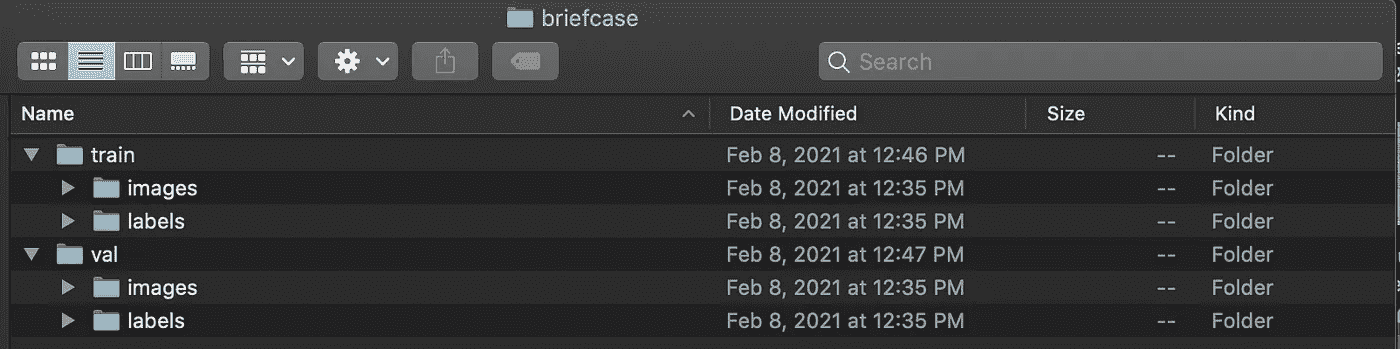 briefcase
Search
Name Date Modified Size Kind
train Feb 8, 2021 at 12:46 PM -- Folder
images Feb 8, 2021 at 12:35 PM -- Folder
labels Feb 8, 2021 at 12:35 PM -- Folder
val Feb 8, 2021 at 12:47 PM -- Folder
images Feb 8, 2021 at 12:35 PM -- Folder
labels Feb 8, 2021 at 12:35 PM -- Folder